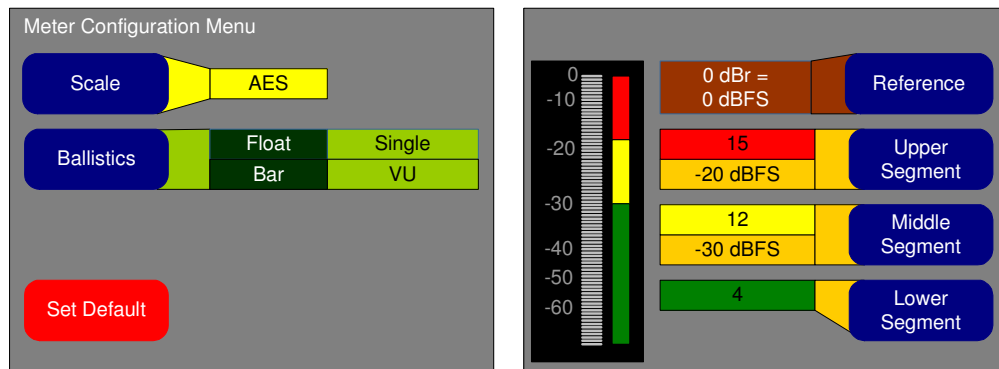 Meter Configuration Menu
Scale
AES
Ballistics
Float
Single
Bar
VU
Set Default
0
-10
-20
-30
-40
-50
-60
0 dBr =
0 dBFS
Reference
15
-20 dBFS
Upper
Segment
12
-30 dBFS
Middle
Segment
4
Lower
Segment